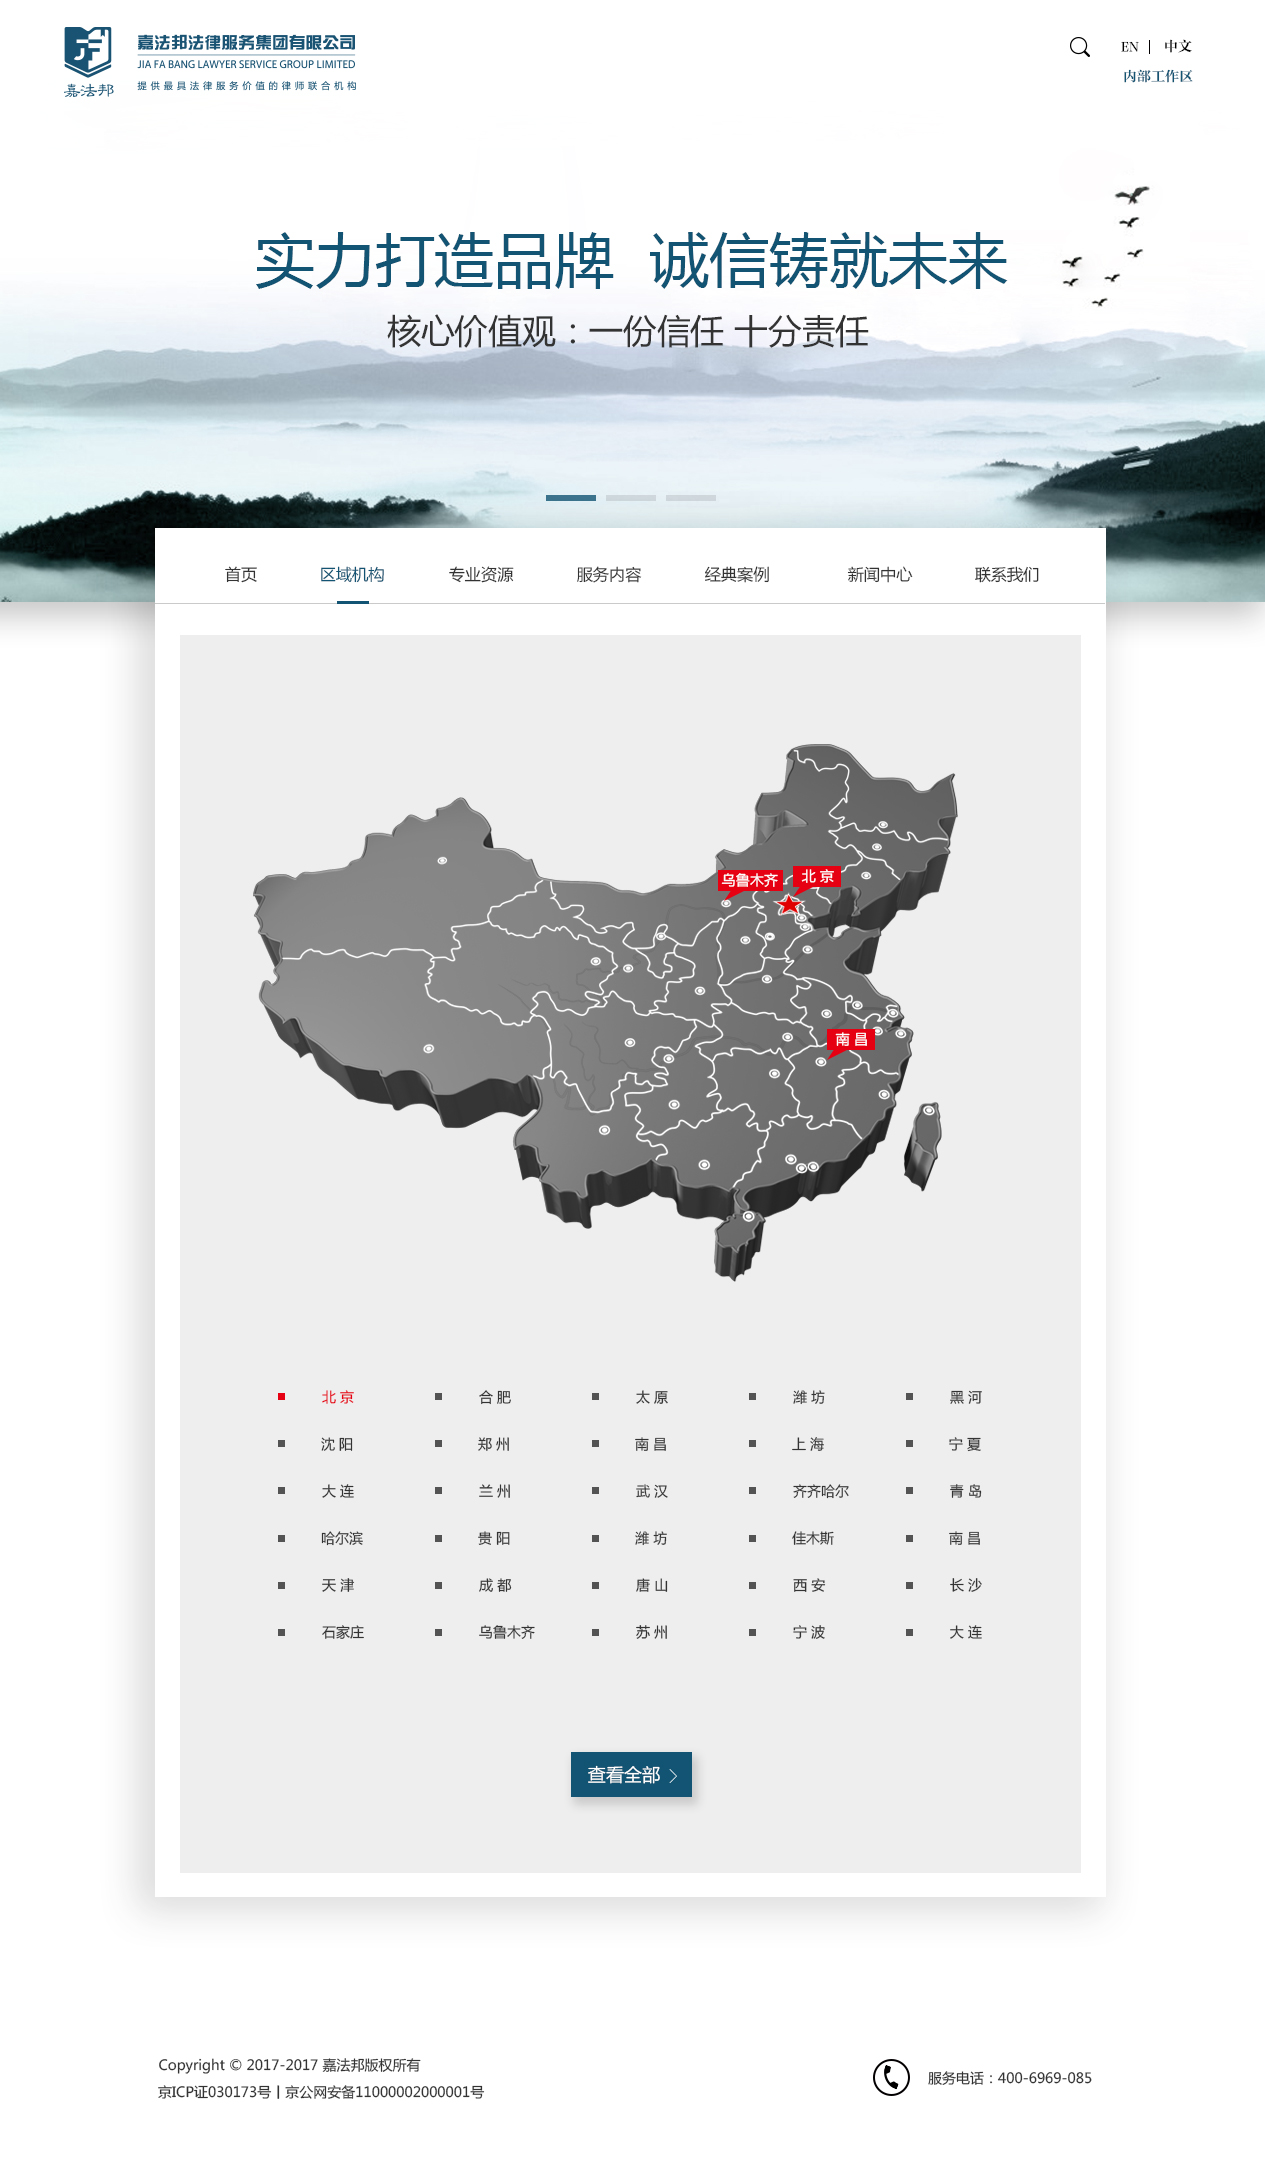 嘉法邦
嘉法邦法律服务集团有限公司
JIA FA BANG LAWYER SERVICE GROUP LIMITED
提供最具法律服务价值的律师联合机构
EN | 中文
内部工作区
实力打造品牌 诚信铸就未来
核心价值观：一份信任 十分责任
首页 区域机构 专业资源 服务内容 经典案例 新闻中心 联系我们
乌鲁木齐 北京
南昌
北京 合肥 太原 潍坊 黑河
沈阳 郑州 南昌 上海 宁夏
大连 兰州 武汉 齐齐哈尔 青岛
哈尔滨 贵阳 潍坊 佳木斯 南昌
天津 成都 唐山 西安 长沙
石家庄 乌鲁木齐 苏州 宁波 大连
查看全部 >
Copyright © 2017-2017 嘉法邦版权所有
京ICP证030173号 | 京公网安备11000002000001号
服务电话：400-6969-085